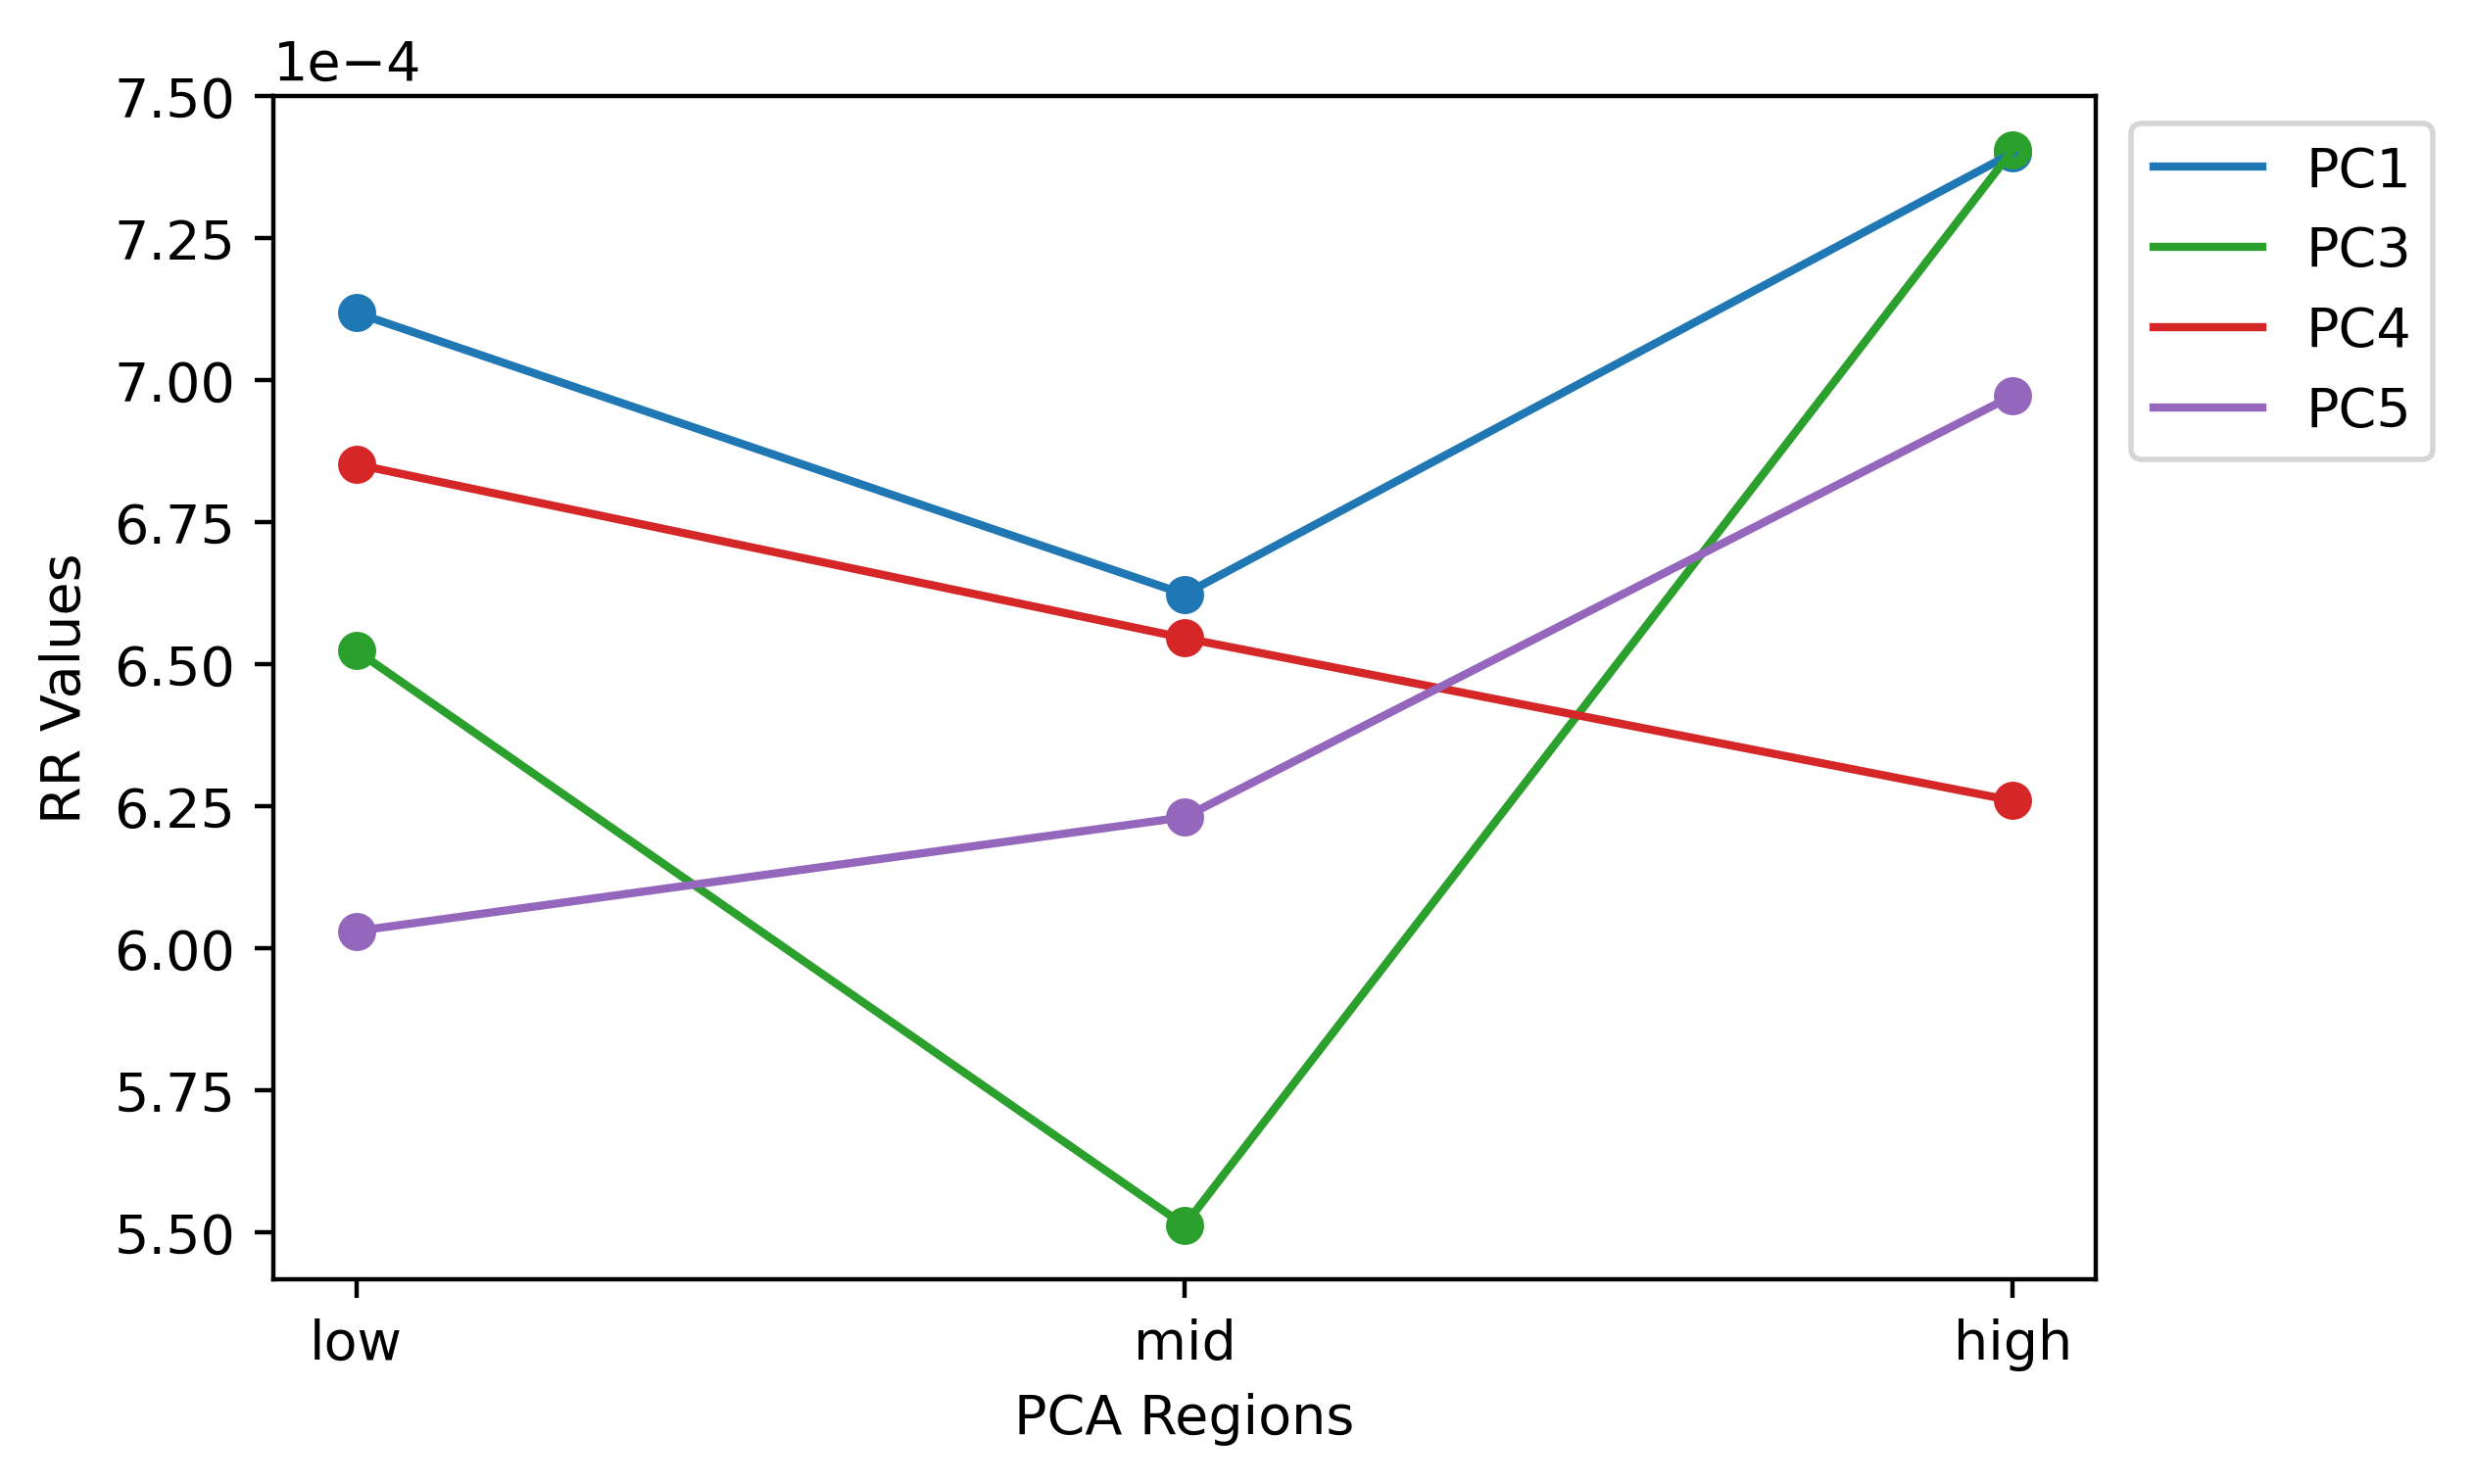 1e−4
7.50
7.25
7.00
6.75
6.50
6.25
6.00
5.75
5.50
RR Values
low
mid
high
PCA Regions
PC1
PC3
PC4
PC5